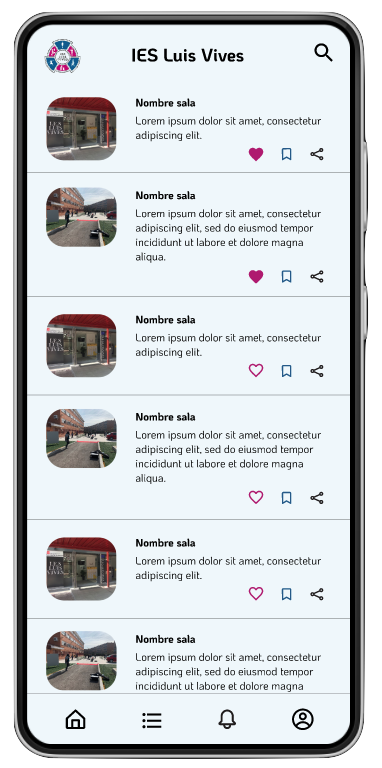 IES Luis Vives
Nombre sala
Lorem ipsum dolor sit amet, consectetur
adipiscing elit.
Nombre sala
Lorem ipsum dolor sit amet, consectetur
adipiscing elit, sed do eiusmod tempor
incididunt ut labore et dolore magna
aliqua.
Nombre sala
Lorem ipsum dolor sit amet, consectetur
adipiscing elit.
Nombre sala
Lorem ipsum dolor sit amet, consectetur
adipiscing elit, sed do eiusmod tempor
incididunt ut labore et dolore magna
aliqua.
Nombre sala
Lorem ipsum dolor sit amet, consectetur
adipiscing elit.
Nombre sala
Lorem ipsum dolor sit amet, consectetur
adipiscing elit, sed do eiusmod tempor
incididunt ut labore et dolore magna